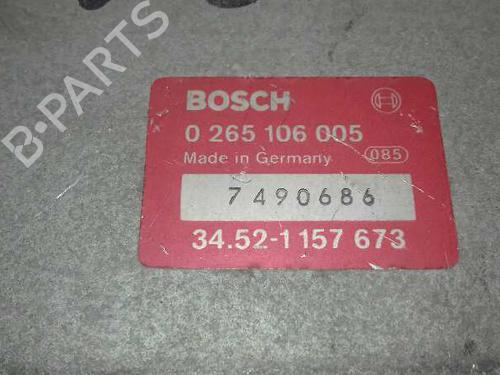 B-PARTS
BOSCH
0 265 106 005
Made in Germany 085
7490686
34.52-1 157 673